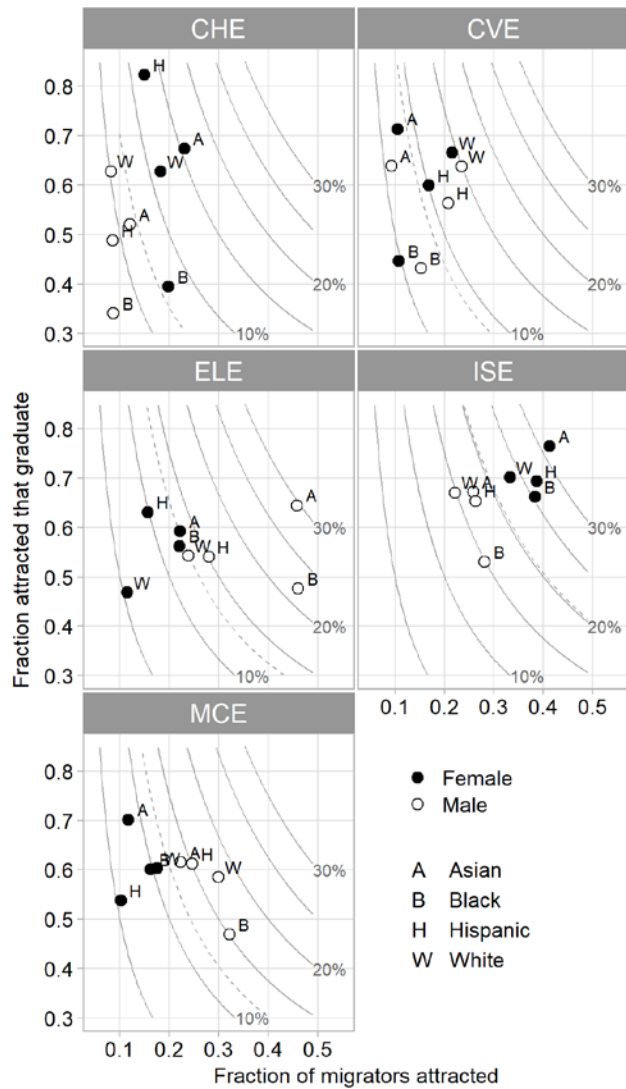 CHE
CVE
0.8
0.7
0.6
0.5
0.4
0.3
H
A
W
W
A
H
B
B
30%
20%
10%
A
A
W
W
H
H
B
B
30%
20%
10%
ELE
ISE
0.8
0.7
0.6
0.5
0.4
0.3
H
A
B
W
H
W
A
B
30%
20%
10%
A
W
H
B
W
A
H
B
30%
20%
10%
0.1
0.2
0.3
0.4
0.5
MCE
0.8
0.7
0.6
0.5
0.4
0.3
A
B
W
A
H
W
H
B
30%
20%
10%
0.1
0.2
0.3
0.4
0.5
Fraction attracted that graduate
Fraction of migrators attracted
Female
Male
A Asian
B Black
H Hispanic
W White